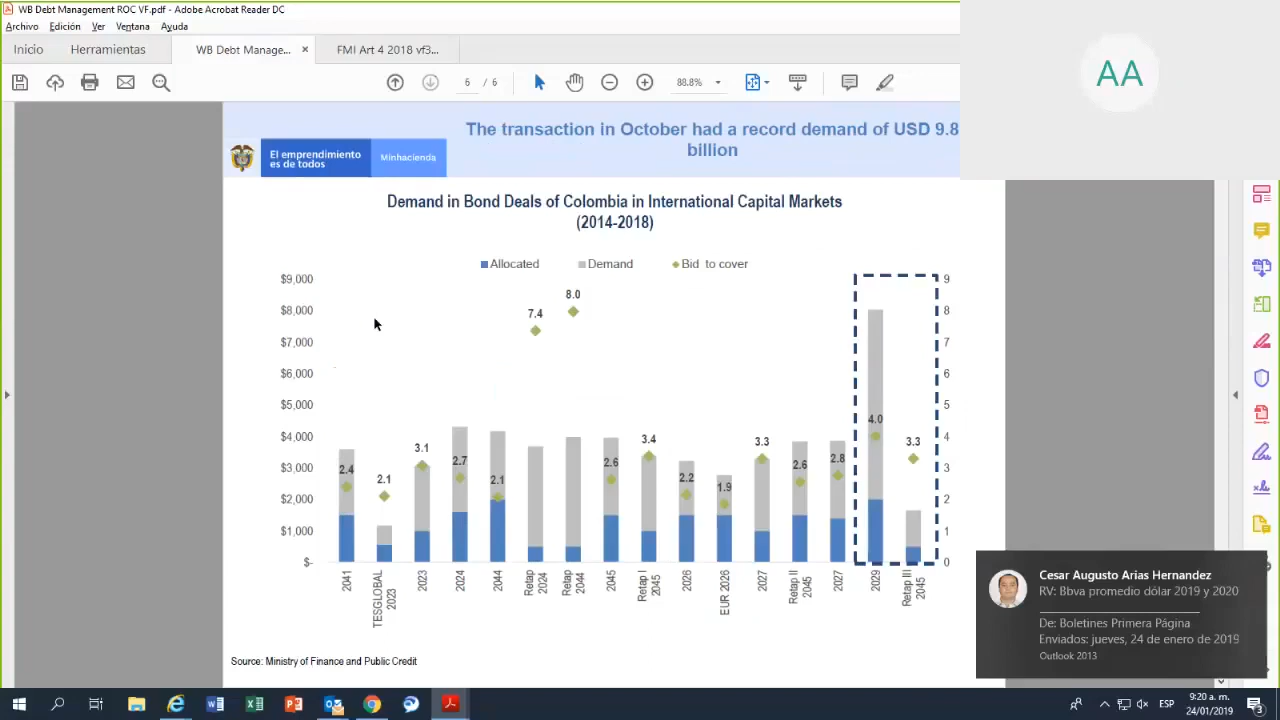 WB Debt Management ROC VF.pdf - Adobe Acrobat Reader DC
Archivo Edición Ver Ventana Ayuda
Inicio Herramientas WB Debt Manage... × FMI Art 4 2018 vf3...
6 / 6 88.8%
AA
The transaction in October had a record demand of USD 9.8
billion
El emprendimiento
es de todos
Minhacienda
Demand in Bond Deals of Colombia in International Capital Markets
(2014-2018)
Allocated Demand Bid to cover
$9,000 9
$8,000 8.0 8
7.4
$7,000 7
$6,000 6
$5,000 5
$4,000 4.0 4
2.4 2.1 3.1 2.7 2.1 2.6 3.4 2.2 1.9 3.3 2.6 2.8 3.3
$3,000 3
$2,000 2
$1,000 1
$- 0
2041
TESGLOBAL
2023
2023
2024
2044
Retap
2024
Retap
2044
2045
Retap I
2045
2026
EUR 2026
2027
Retap II
2045
2027
2029
Retap III
2045
Source: Ministry of Finance and Public Credit
Cesar Augusto Arias Hernandez
RV: Bbva promedio dólar 2019 y 2020
De: Boletines Primera Página
Enviados: jueves, 24 de enero de 2019
Outlook 2013
ESP
9:20 a. m.
24/01/2019
3